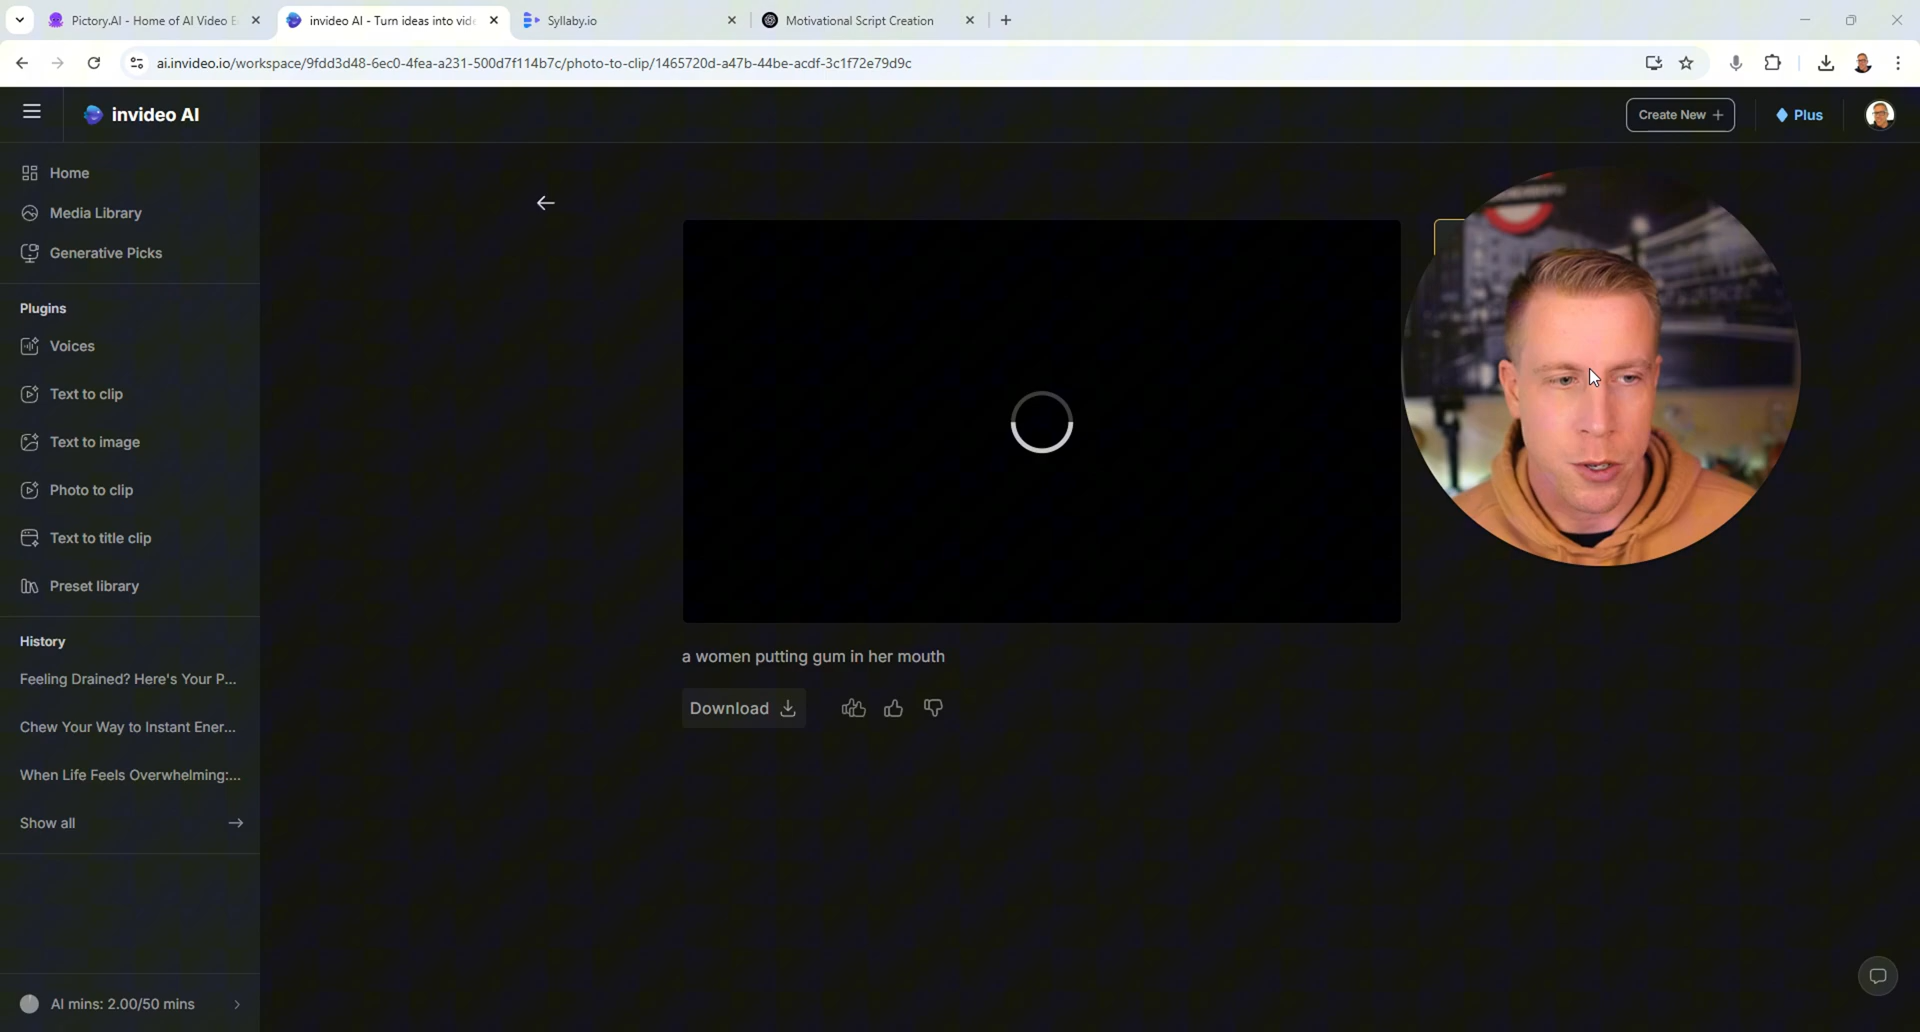 Pictory.AI - Home of AI Video E
invideo AI - Turn ideas into vide
Syllaby.io
Motivational Script Creation
ai.invideo.io/workspace/9fdd3d48-6ec0-4fea-a231-500d7f114b7c/photo-to-clip/1465720d-a47b-44be-acdf-3c1f72e79d9c
invideo AI
Create New +
Plus
Home
Media Library
Generative Picks
Plugins
Voices
Text to clip
Text to image
Photo to clip
Text to title clip
Preset library
History
Feeling Drained? Here's Your P...
Chew Your Way to Instant Ener...
When Life Feels Overwhelming:...
Show all
AI mins: 2.00/50 mins
a women putting gum in her mouth
Download